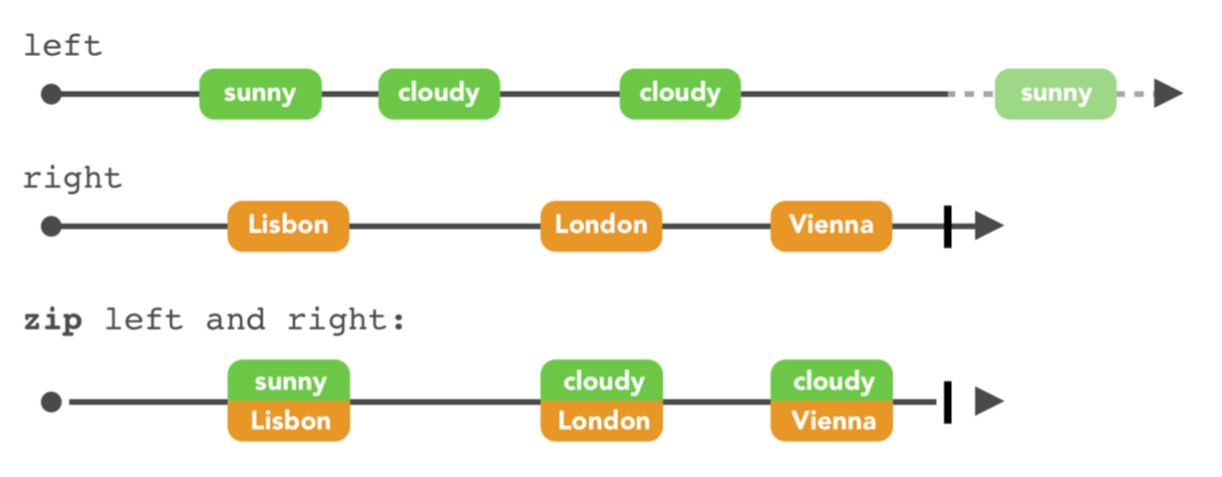 left
sunny cloudy cloudy sunny
right
Lisbon London Vienna
zip left and right:
sunny cloudy cloudy
Lisbon London Vienna